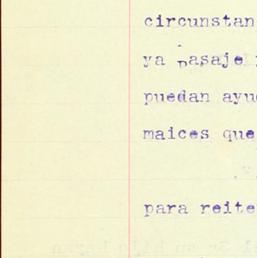 circunstan
ya pasaje y
puedan ayu
maices que
para reite